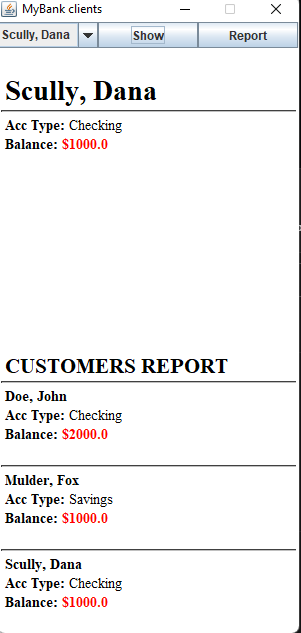 MyBank clients
Scully, Dana Show Report
Scully, Dana
Acc Type: Checking
Balance: $1000.0
CUSTOMERS REPORT
Doe, John
Acc Type: Checking
Balance: $2000.0
Mulder, Fox
Acc Type: Savings
Balance: $1000.0
Scully, Dana
Acc Type: Checking
Balance: $1000.0